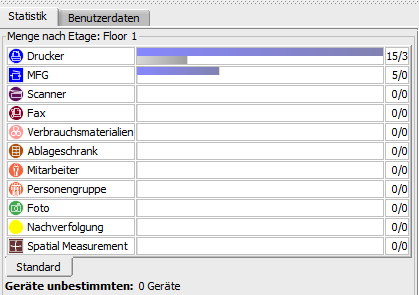 Statistik Benutzerdaten
Menge nach Etage: Floor 1
Drucker 15/3
MFG 5/0
Scanner 0/0
Fax 0/0
Verbrauchsmaterialien 0/0
Ablageschrank 0/0
Mitarbeiter 0/0
Personengruppe 0/0
Foto 0/0
Nachverfolgung 0/0
Spatial Measurement 0/0
Standard
Geräte unbestimmten: 0 Geräte